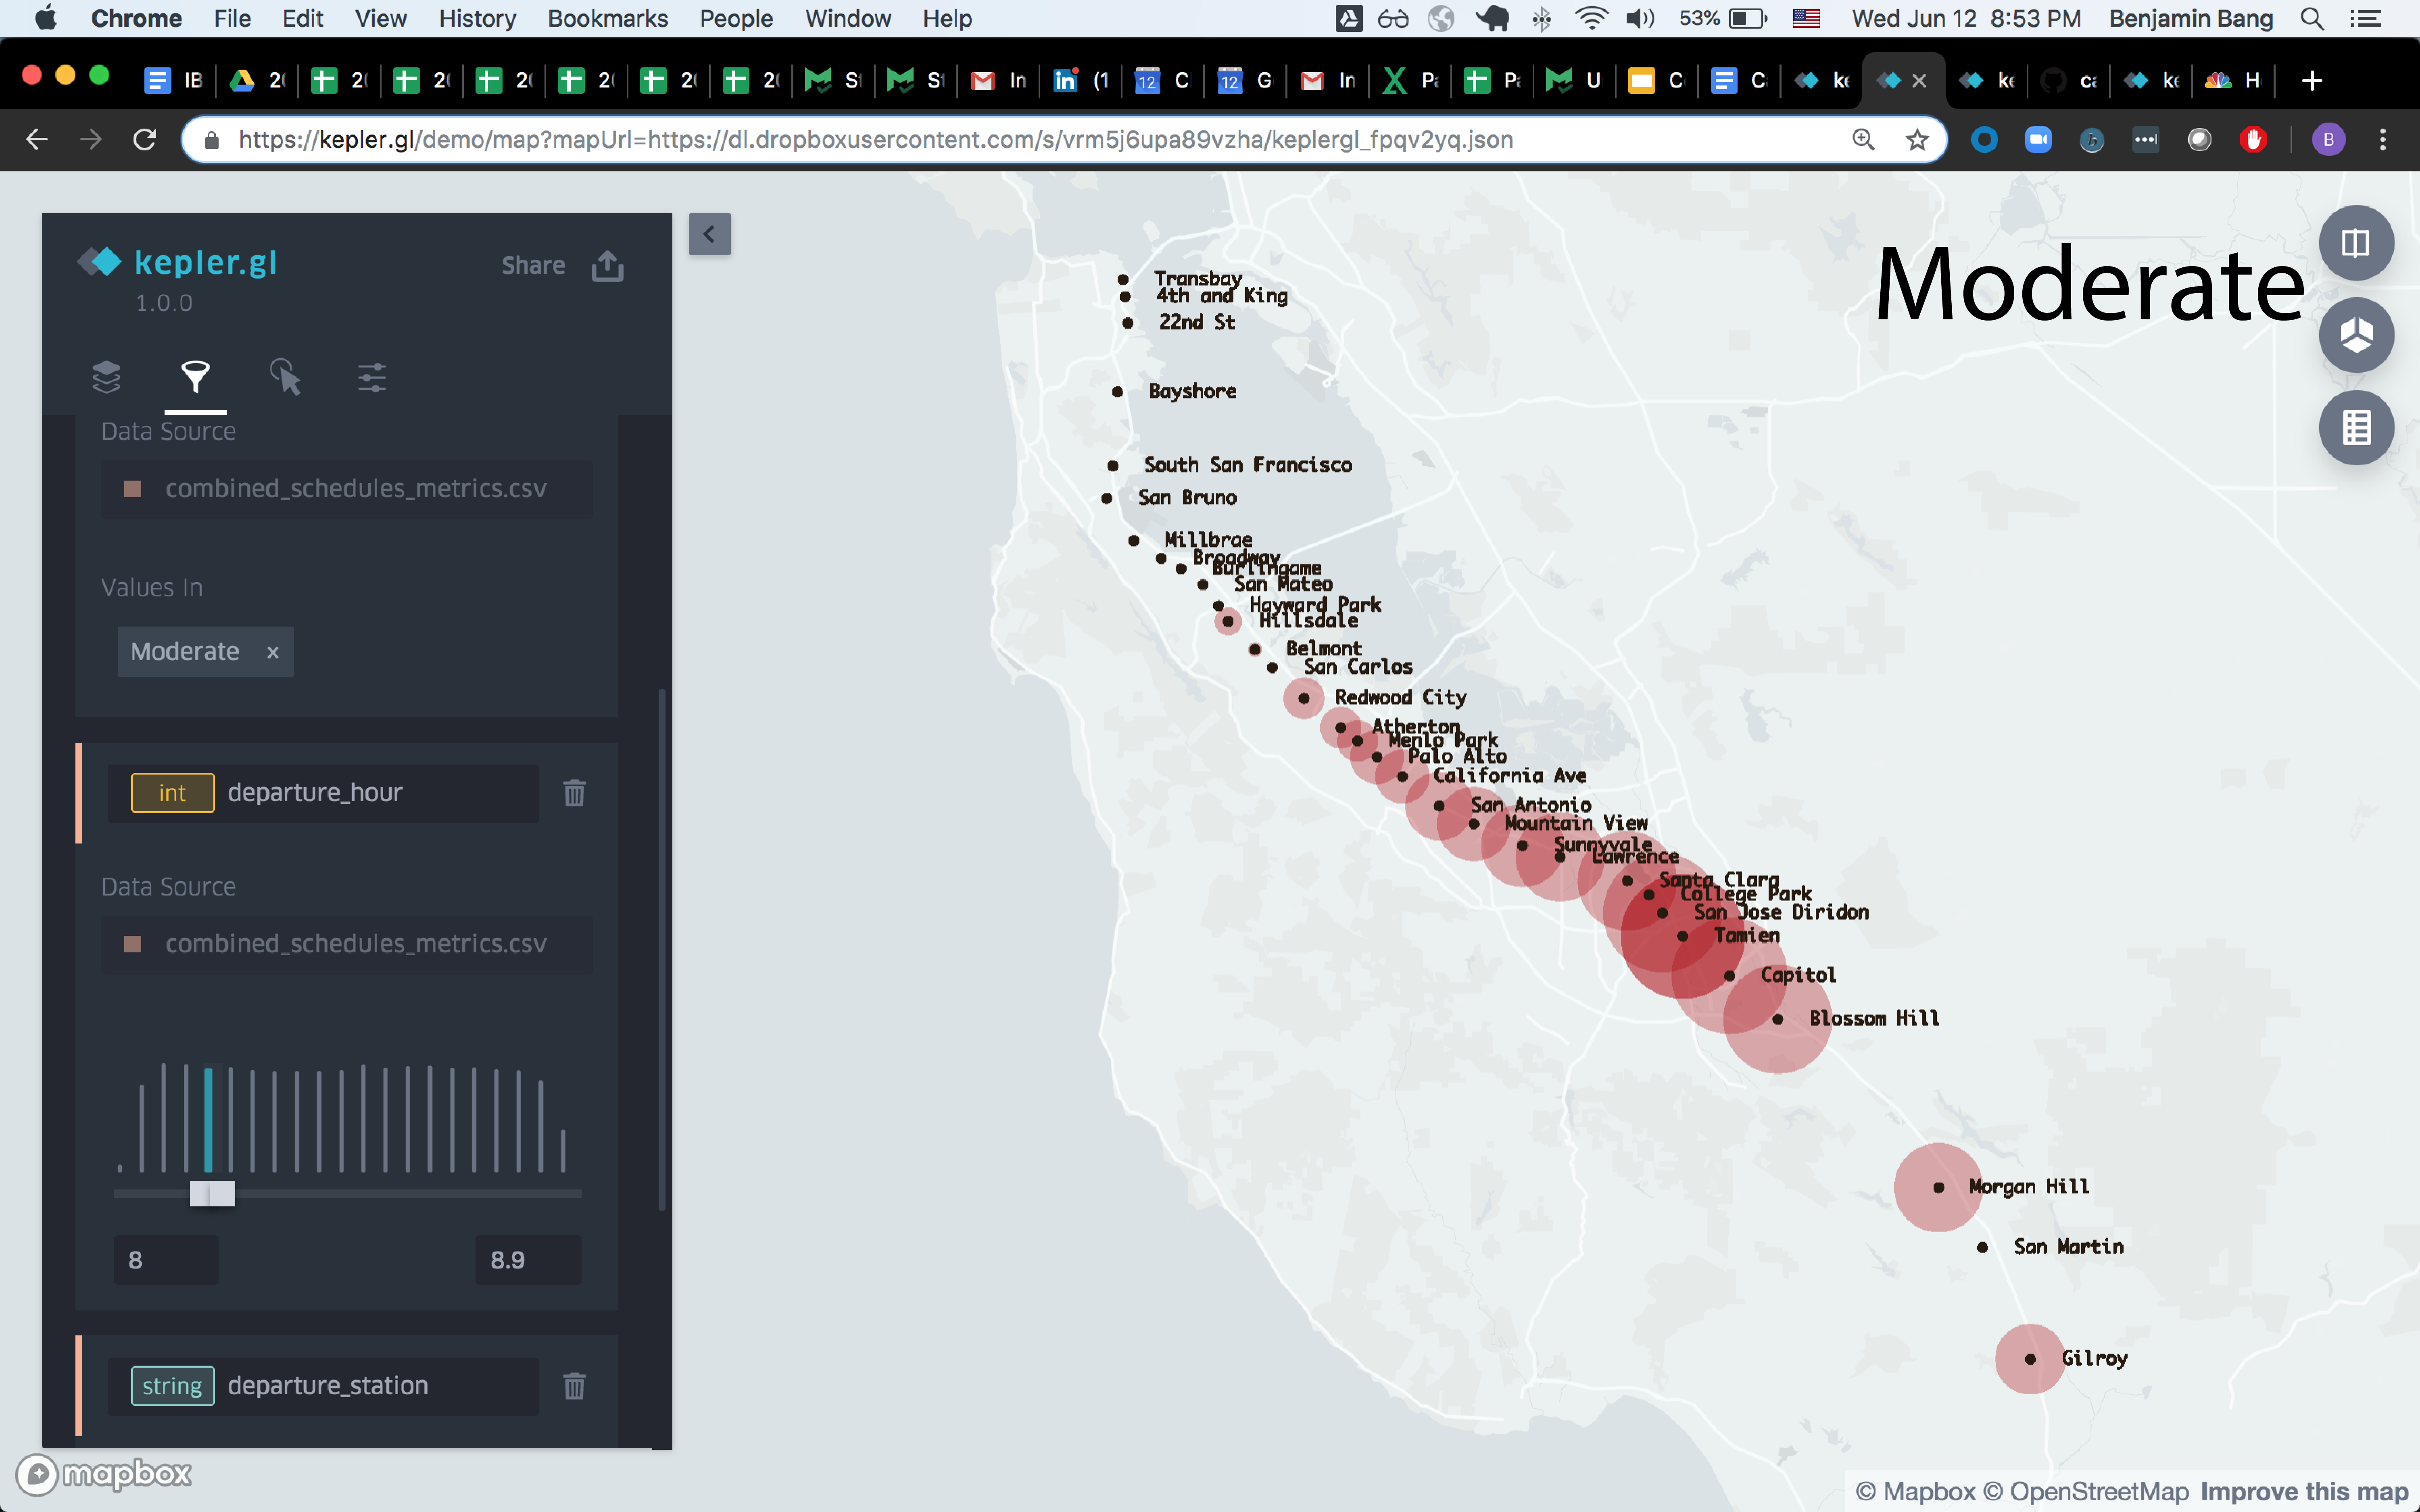 Chrome File Edit View History Bookmarks People Window Help 53% Wed Jun 12 8:53 PM Benjamin Bang
IB 2 2 2 2 2 2 2 S S In (1 12 C 12 G In P P U C C ke ke c ke H
https://kepler.gl/demo/map?mapUrl=https://dl.dropboxusercontent.com/s/vrm5j6upa89vzha/keplergl_fpqv2yq.json B
kepler.gl
Share
1.0.0
Data Source
combined_schedules_metrics.csv
Values In
Moderate ×
int departure_hour
Data Source
combined_schedules_metrics.csv
8 8.9
string departure_station
mapbox
Moderate
Transbay
4th and King
22nd St
Bayshore
South San Francisco
San Bruno
Millbrae
Broadway
Burlingame
San Mateo
Hayward Park
Hillsdale
Belmont
San Carlos
Redwood City
Atherton
Menlo Park
Palo Alto
California Ave
San Antonio
Mountain View
Sunnyvale
Lawrence
Santa Clara
College Park
San Jose Diridon
Tamien
Capitol
Blossom Hill
Morgan Hill
San Martin
Gilroy
© Mapbox © OpenStreetMap Improve this map